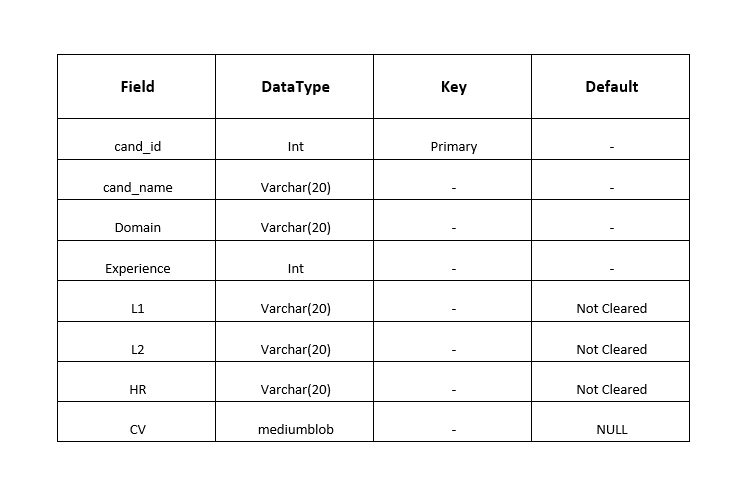 Field DataType Key Default
cand_id Int Primary -
cand_name Varchar(20) - -
Domain Varchar(20) - -
Experience Int - -
L1 Varchar(20) - Not Cleared
L2 Varchar(20) - Not Cleared
HR Varchar(20) - Not Cleared
CV mediumblob - NULL